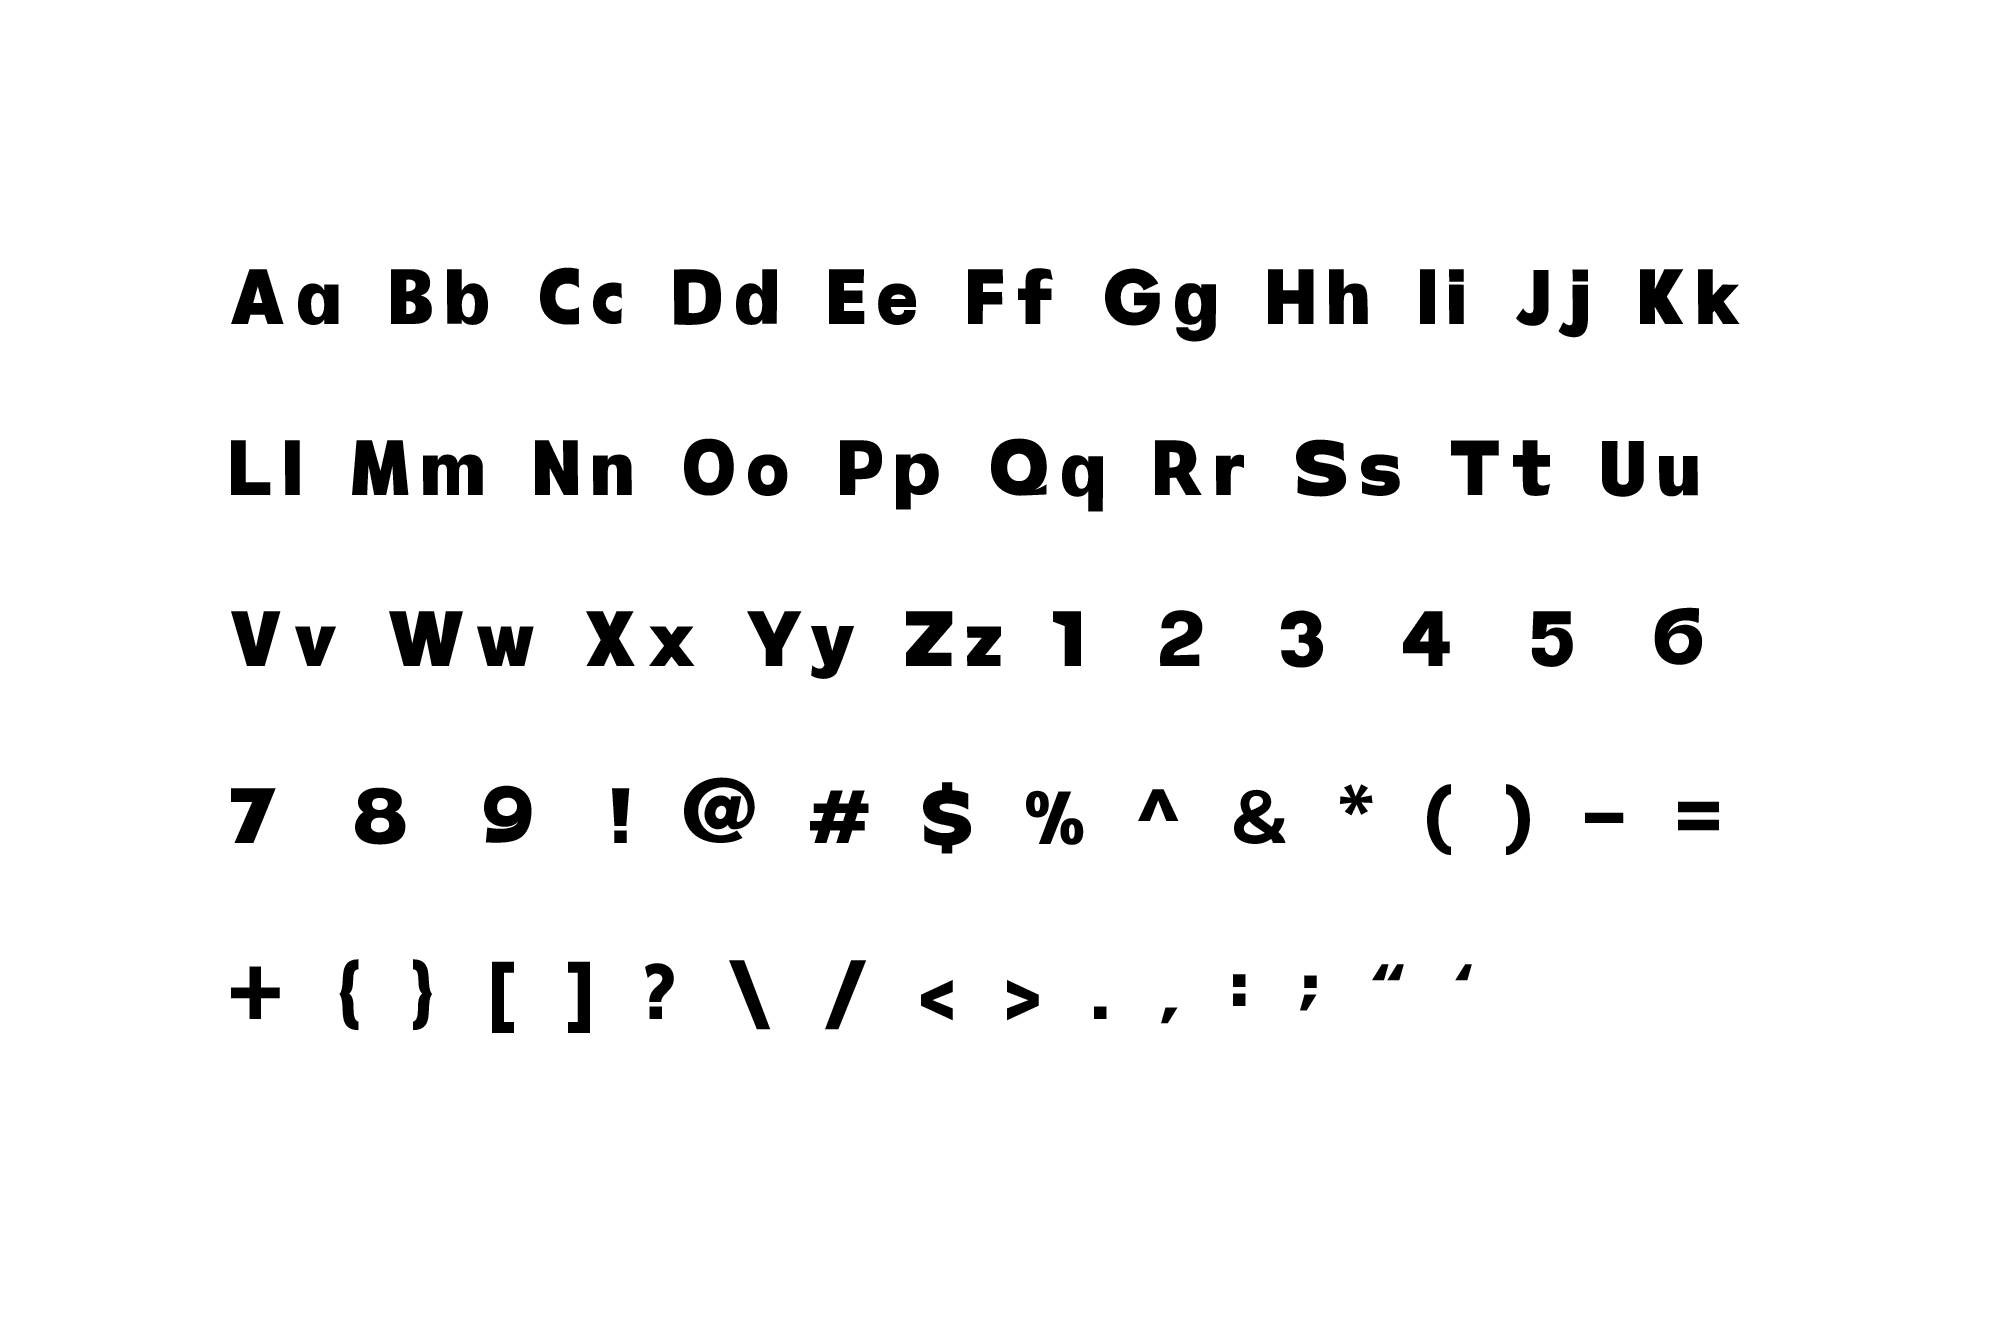 Aa Bb Cc Dd Ee Ff Gg Hh Ii Jj Kk
Ll Mm Nn Oo Pp Qq Rr Ss Tt Uu
Vv Ww Xx Yy Zz 1 2 3 4 5 6
7 8 9 ! @ # $ % ^ & * ( ) – =
+ { } [ ] ? \ / < > . , : ; “ ‘